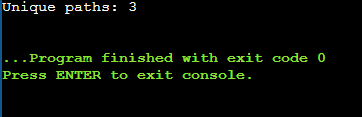 Unique paths: 3
...Program finished with exit code 0
Press ENTER to exit console.